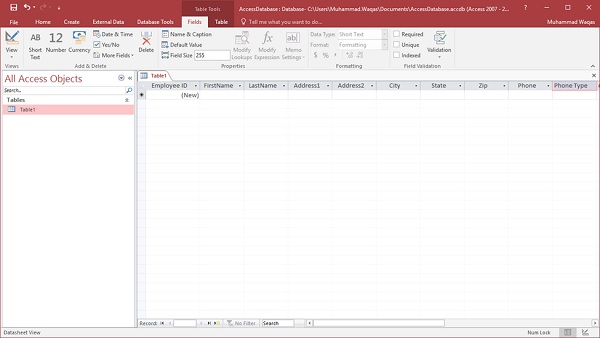 Table Tools
AccessDatabase : Database- C:\Users\Muhammad.Waqas\Documents\AccessDatabase.accdb (Access 2007 - 2...
Muhammad Waqas
File Home Create External Data Database Tools Fields Table Tell me what you want to do...
View
Views
AB
Short Text
12
Number
Currency
Date & Time
Yes/No
More Fields
Delete
Add & Delete
Name & Caption
Default Value
Field Size 255
Modify Lookups
Modify Expression
Memo Settings
Properties
Data Type: Short Text
Format: Formatting
$ % ,
Formatting
Required
Unique
Indexed
Validation
Field Validation
All Access Objects
Search...
Tables
Table1
Table1
Employee ID FirstName LastName Address1 Address2 City State Zip Phone Phone Type
(New)
Record: No Filter Search
Datasheet View
Num Lock